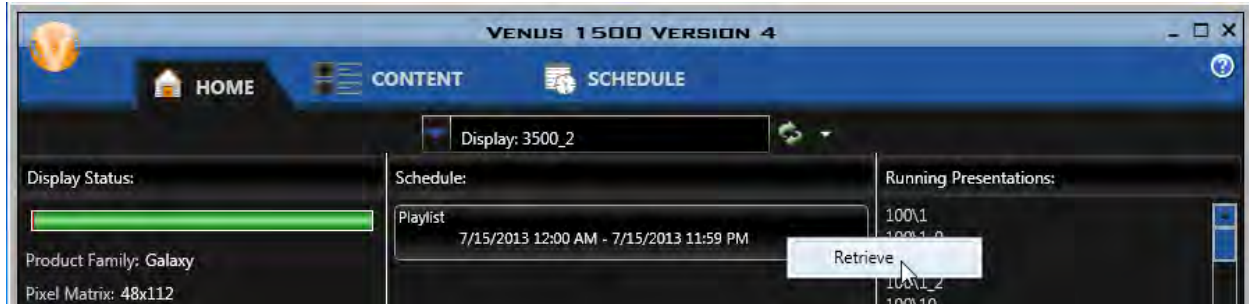 VENUS 1500 VERSION 4
HOME
CONTENT
SCHEDULE
Display: 3500_2
Display Status:
Schedule:
Running Presentations:
Playlist
7/15/2013 12:00 AM - 7/15/2013 11:59 PM
100\1
Retrieve
100\1_2
100\10
Product Family: Galaxy
Pixel Matrix: 48x112